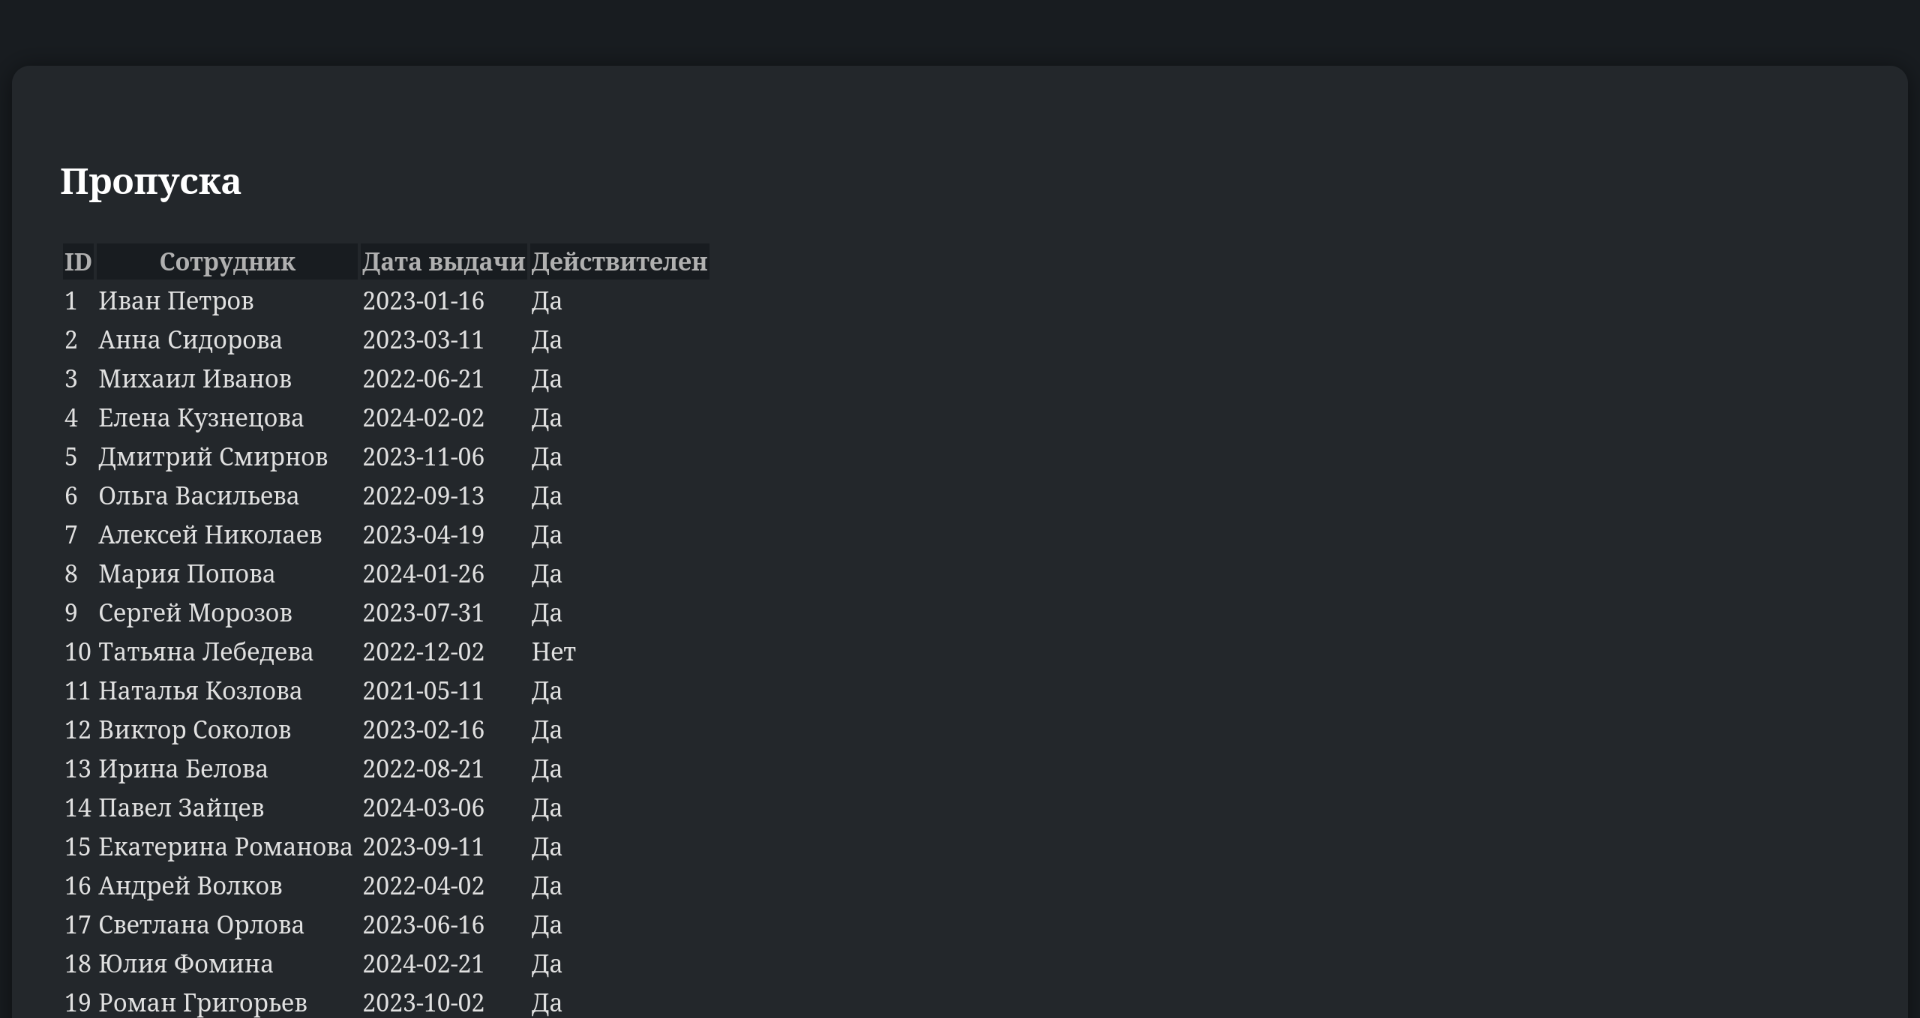 Пропуска
ID Сотрудник Дата выдачи Действителен
1 Иван Петров 2023-01-16 Да
2 Анна Сидорова 2023-03-11 Да
3 Михаил Иванов 2022-06-21 Да
4 Елена Кузнецова 2024-02-02 Да
5 Дмитрий Смирнов 2023-11-06 Да
6 Ольга Васильева 2022-09-13 Да
7 Алексей Николаев 2023-04-19 Да
8 Мария Попова 2024-01-26 Да
9 Сергей Морозов 2023-07-31 Да
10 Татьяна Лебедева 2022-12-02 Нет
11 Наталья Козлова 2021-05-11 Да
12 Виктор Соколов 2023-02-16 Да
13 Ирина Белова 2022-08-21 Да
14 Павел Зайцев 2024-03-06 Да
15 Екатерина Романова 2023-09-11 Да
16 Андрей Волков 2022-04-02 Да
17 Светлана Орлова 2023-06-16 Да
18 Юлия Фомина 2024-02-21 Да
19 Роман Григорьев 2023-10-02 Да